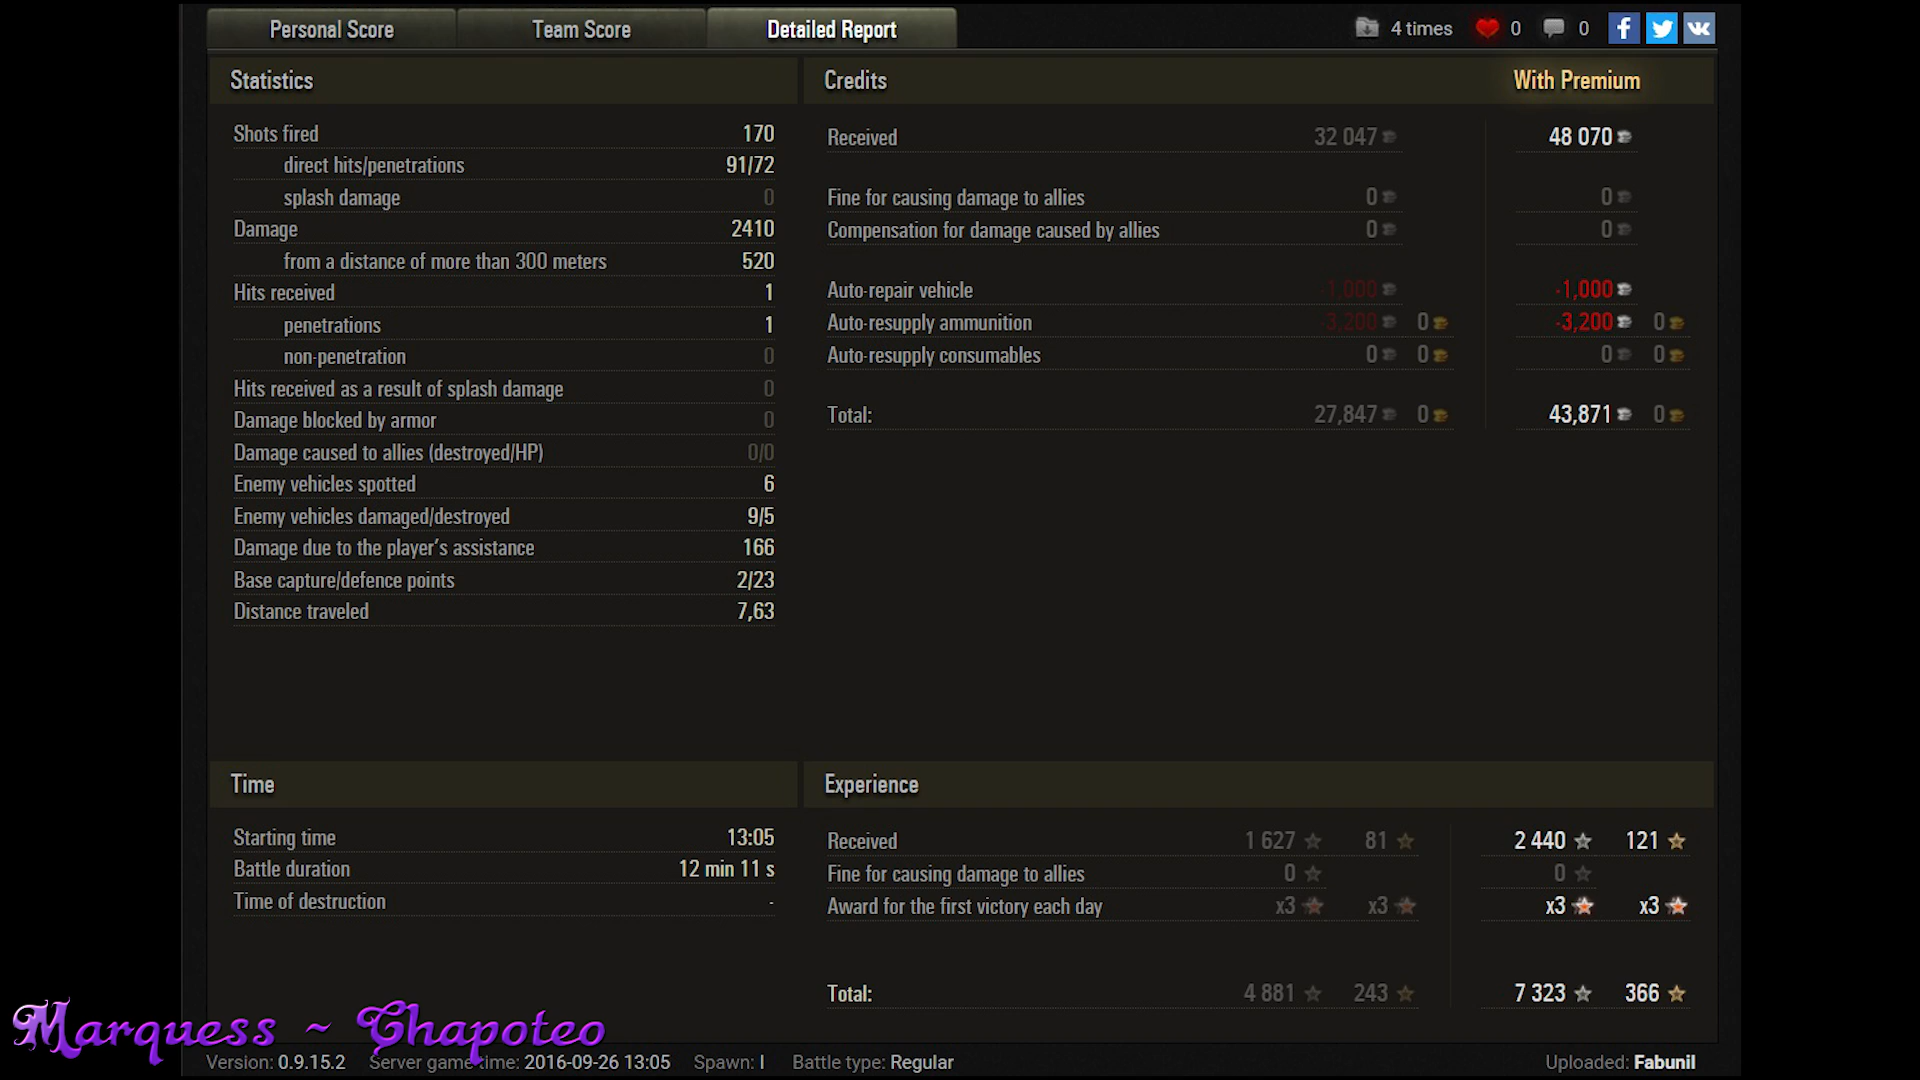 Personal Score Team Score Detailed Report 4 times 0 0
Statistics
Shots fired 170
direct hits/penetrations 91/72
splash damage 0
Damage 2410
from a distance of more than 300 meters 520
Hits received 1
penetrations 1
non-penetration 0
Hits received as a result of splash damage 0
Damage blocked by armor 0
Damage caused to allies (destroyed/HP) 0/0
Enemy vehicles spotted 6
Enemy vehicles damaged/destroyed 9/5
Damage due to the player's assistance 166
Base capture/defence points 2/23
Distance traveled 7,63
Credits With Premium
Received 32 047 48 070
Fine for causing damage to allies 0 0
Compensation for damage caused by allies 0 0
Auto-repair vehicle -1,000 -1,000
Auto-resupply ammunition -3,200 0 -3,200 0
Auto-resupply consumables 0 0 0 0
Total: 27,847 0 43,871 0
Time
Starting time 13:05
Battle duration 12 min 11 s
Time of destruction -
Experience
Received 1 627 81 2 440 121
Fine for causing damage to allies 0 0
Award for the first victory each day x3 x3 x3 x3
Total: 4 881 243 7 323 366
Marquess ~ Chapoteo
Version: 0.9.15.2 Server game time: 2016-09-26 13:05 Spawn: I Battle type: Regular Uploaded: Fabunil